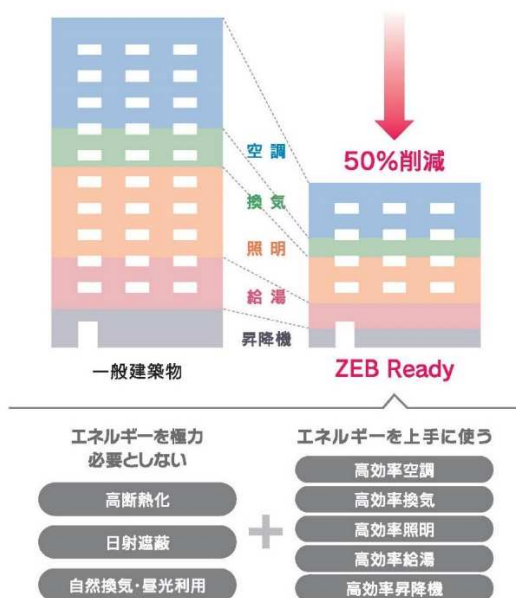 空調
50%削減
換気
照明
給湯
昇降機
一般建築物
ZEB Ready
エネルギーを極力
必要としない
高断熱化
日射遮蔽
自然換気・昼光利用
+
エネルギーを上手に使う
高効率空調
高効率換気
高効率照明
高効率給湯
高効率昇降機